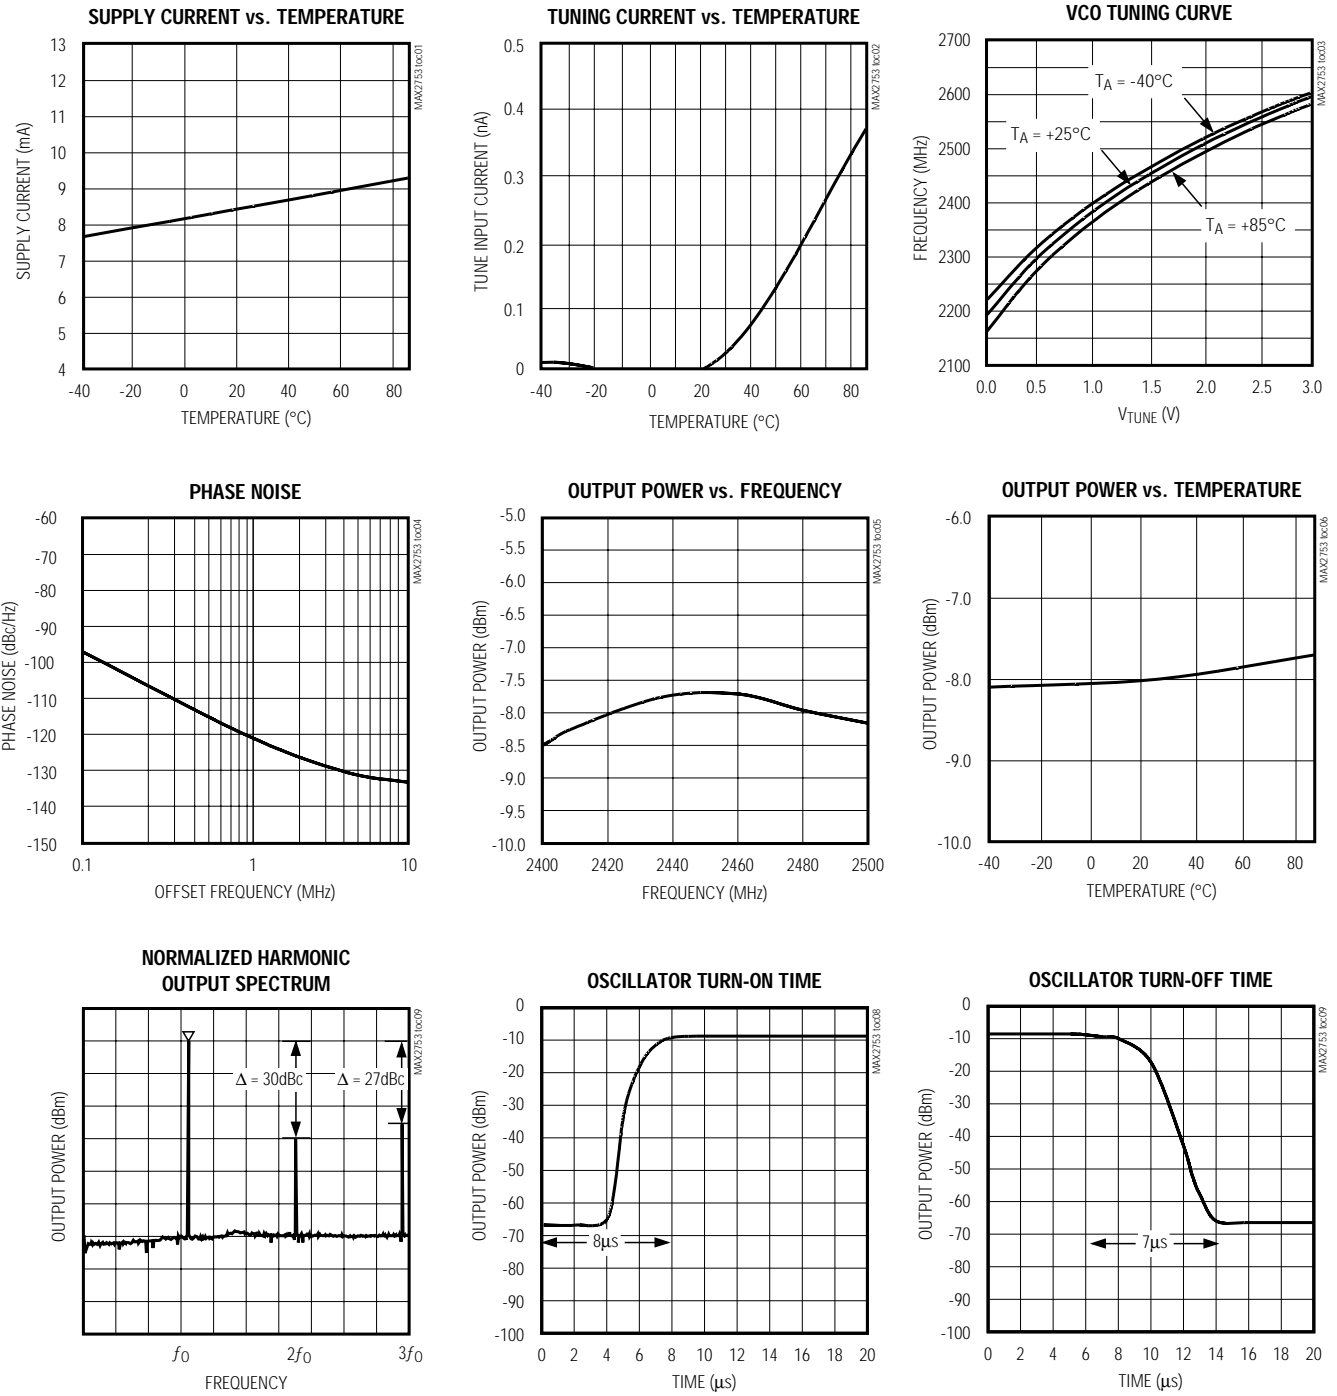 SUPPLY CURRENT vs. TEMPERATURE
MAX2753 toc01
13
12
11
10
9
8
7
6
5
4
SUPPLY CURRENT (mA)
-40 -20 0 20 40 60 80
TEMPERATURE (°C)
TUNING CURRENT vs. TEMPERATURE
MAX2753 toc02
0.5
0.4
0.3
0.2
0.1
0
TUNE INPUT CURRENT (nA)
-40 -20 0 20 40 60 80
TEMPERATURE (°C)
VCO TUNING CURVE
MAX2753 toc03
2700
2600
2500
2400
2300
2200
2100
FREQUENCY (MHz)
TA = -40°C
TA = +25°C
TA = +85°C
0.0 0.5 1.0 1.5 2.0 2.5 3.0
VTUNE (V)
PHASE NOISE
MAX2753 toc04
-60
-70
-80
-90
-100
-110
-120
-130
-140
-150
PHASE NOISE (dBc/Hz)
0.1 1 10
OFFSET FREQUENCY (MHz)
OUTPUT POWER vs. FREQUENCY
MAX2753 toc05
-5.0
-5.5
-6.0
-6.5
-7.0
-7.5
-8.0
-8.5
-9.0
-9.5
-10.0
OUTPUT POWER (dBm)
2400 2420 2440 2460 2480 2500
FREQUENCY (MHz)
OUTPUT POWER vs. TEMPERATURE
MAX2753 toc06
-6.0
-7.0
-8.0
-9.0
-10.0
OUTPUT POWER (dBm)
-40 -20 0 20 40 60 80
TEMPERATURE (°C)
NORMALIZED HARMONIC
OUTPUT SPECTRUM
MAX2753 toc09
OUTPUT POWER (dBm)
Δ = 30dBc
Δ = 27dBc
fO 2fO 3fO
FREQUENCY
OSCILLATOR TURN-ON TIME
MAX2753 toc08
0
-10
-20
-30
-40
-50
-60
-70
-80
-90
-100
OUTPUT POWER (dBm)
8µs
0 2 4 6 8 10 12 14 16 18 20
TIME (µs)
OSCILLATOR TURN-OFF TIME
MAX2753 toc09
0
-10
-20
-30
-40
-50
-60
-70
-80
-90
-100
OUTPUT POWER (dBm)
7µs
0 2 4 6 8 10 12 14 16 18 20
TIME (µs)